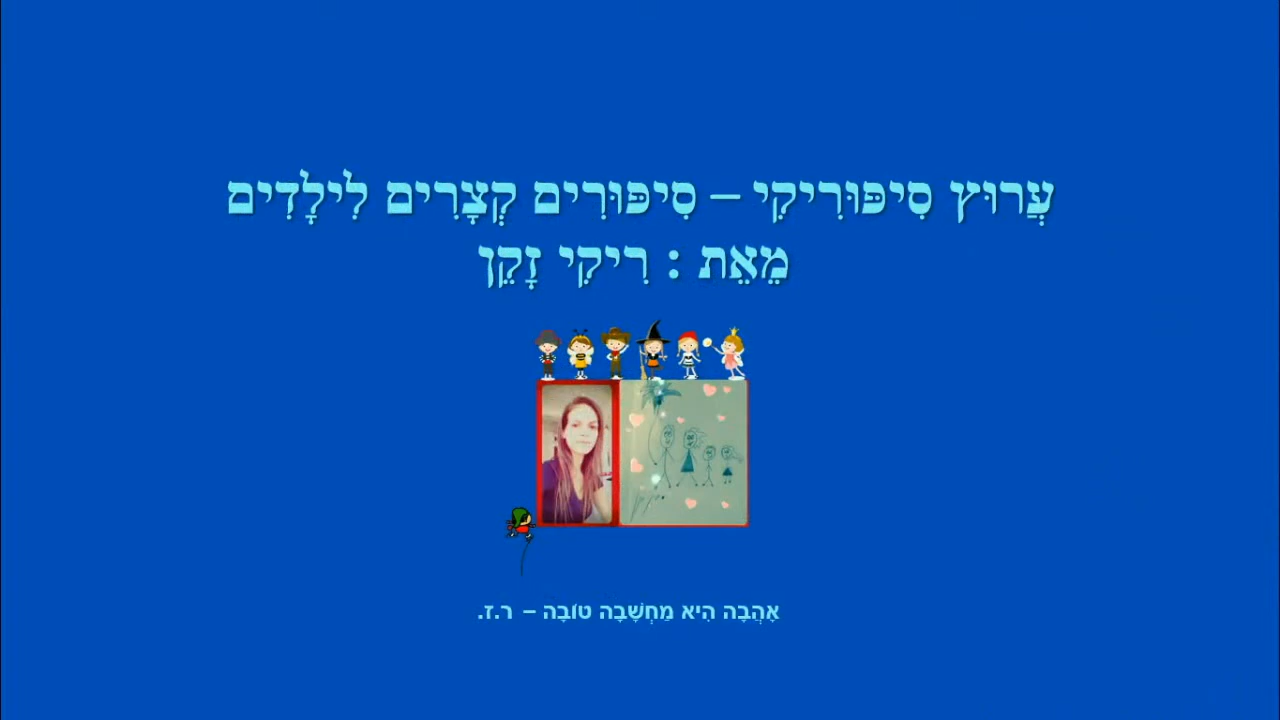 עֲרוּץ סִיפּוּרִיקִי – סִיפּוּרִים קְצָרִים לִילָדִים
מֵאֵת : רִיקִי זָקֵן
אַהֲבָה הִיא מַחְשָׁבָה טוֹבָה – ר.ז.